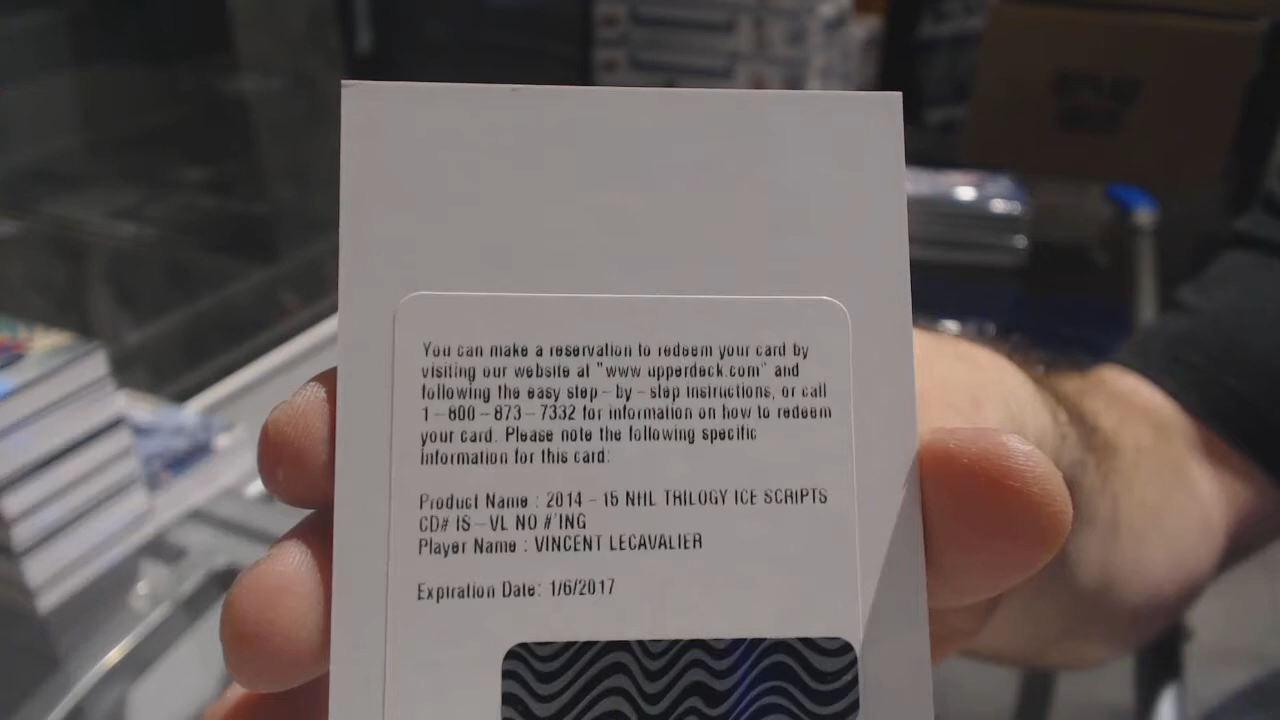 You can make a reservation to redeem your card by
visiting our website at "www upperdeck.com" and
following the easy step - by - step instructions, or call
1 - 800 - 873 - 7332 for information on how to redeem
your card. Please note the following specific
information for this card:
Product Name : 2014 - 15 NHL TRILOGY ICE SCRIPTS
CD# IS - VL NO #'ING
Player Name : VINCENT LECAVALIER
Expiration Date: 1/6/2017